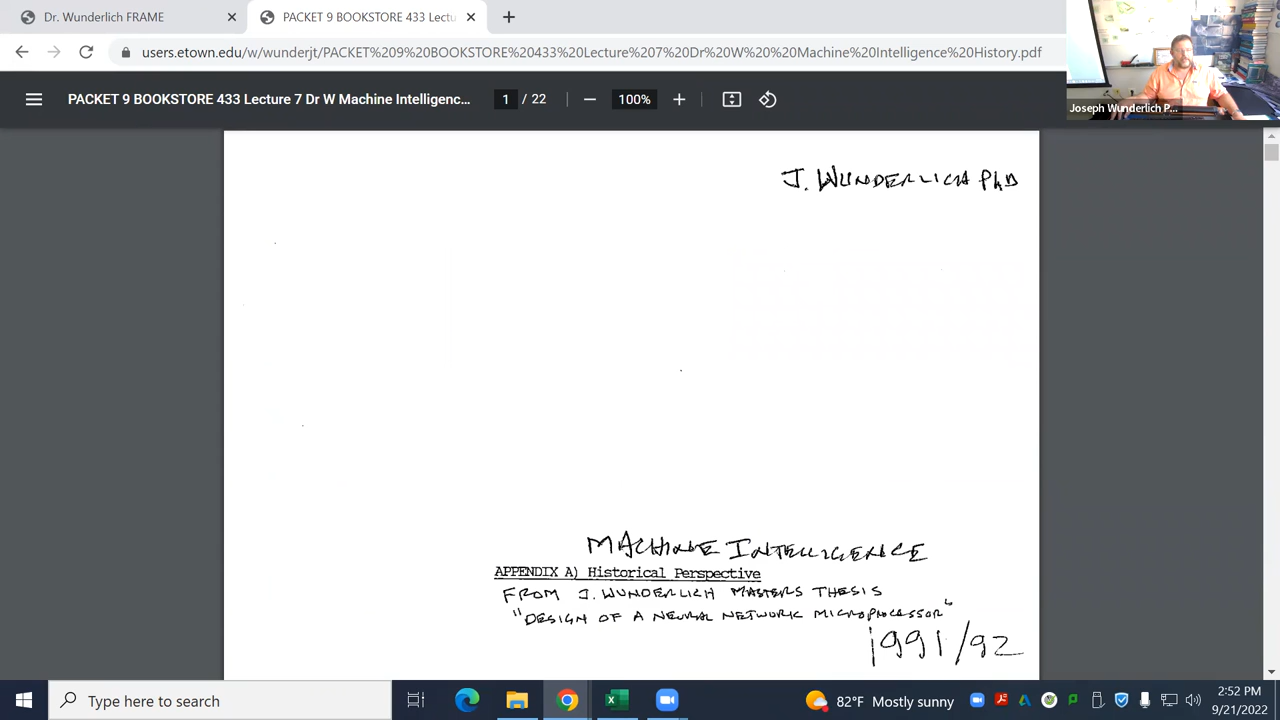 Dr. Wunderlich FRAME
PACKET 9 BOOKSTORE 433 Lectu
users.etown.edu/w/wunderjt/PACKET%209%20BOOKSTORE%20433%20Lecture%207%20Dr%20W%20%20Machine%20Intelligence%20History.pdf
Joseph Wunderlich P...
PACKET 9 BOOKSTORE 433 Lecture 7 Dr W Machine Intelligenc...
1 / 22
100%
J. WUNDERLICH PhD
MACHINE INTELLIGENCE
APPENDIX A) Historical Perspective
FROM J. WUNDERLICH MASTERS THESIS
"DESIGN OF A NEURAL NETWORK MICROPROCESSOR"
1991/92
Type here to search
82°F Mostly sunny
2:52 PM
9/21/2022